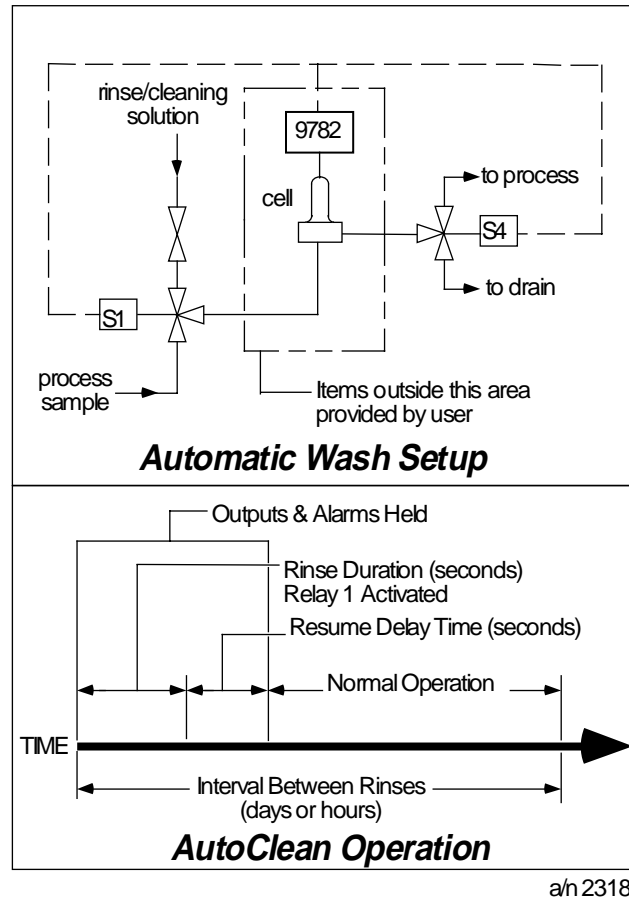 rinse/cleaning
solution
9782
cell
to process
S4
to drain
S1
process
sample
Items outside this area
provided by user
Automatic Wash Setup
Outputs & Alarms Held
Rinse Duration (seconds)
Relay 1 Activated
Resume Delay Time (seconds)
Normal Operation
TIME
Interval Between Rinses
(days or hours)
AutoClean Operation
a/n 2318